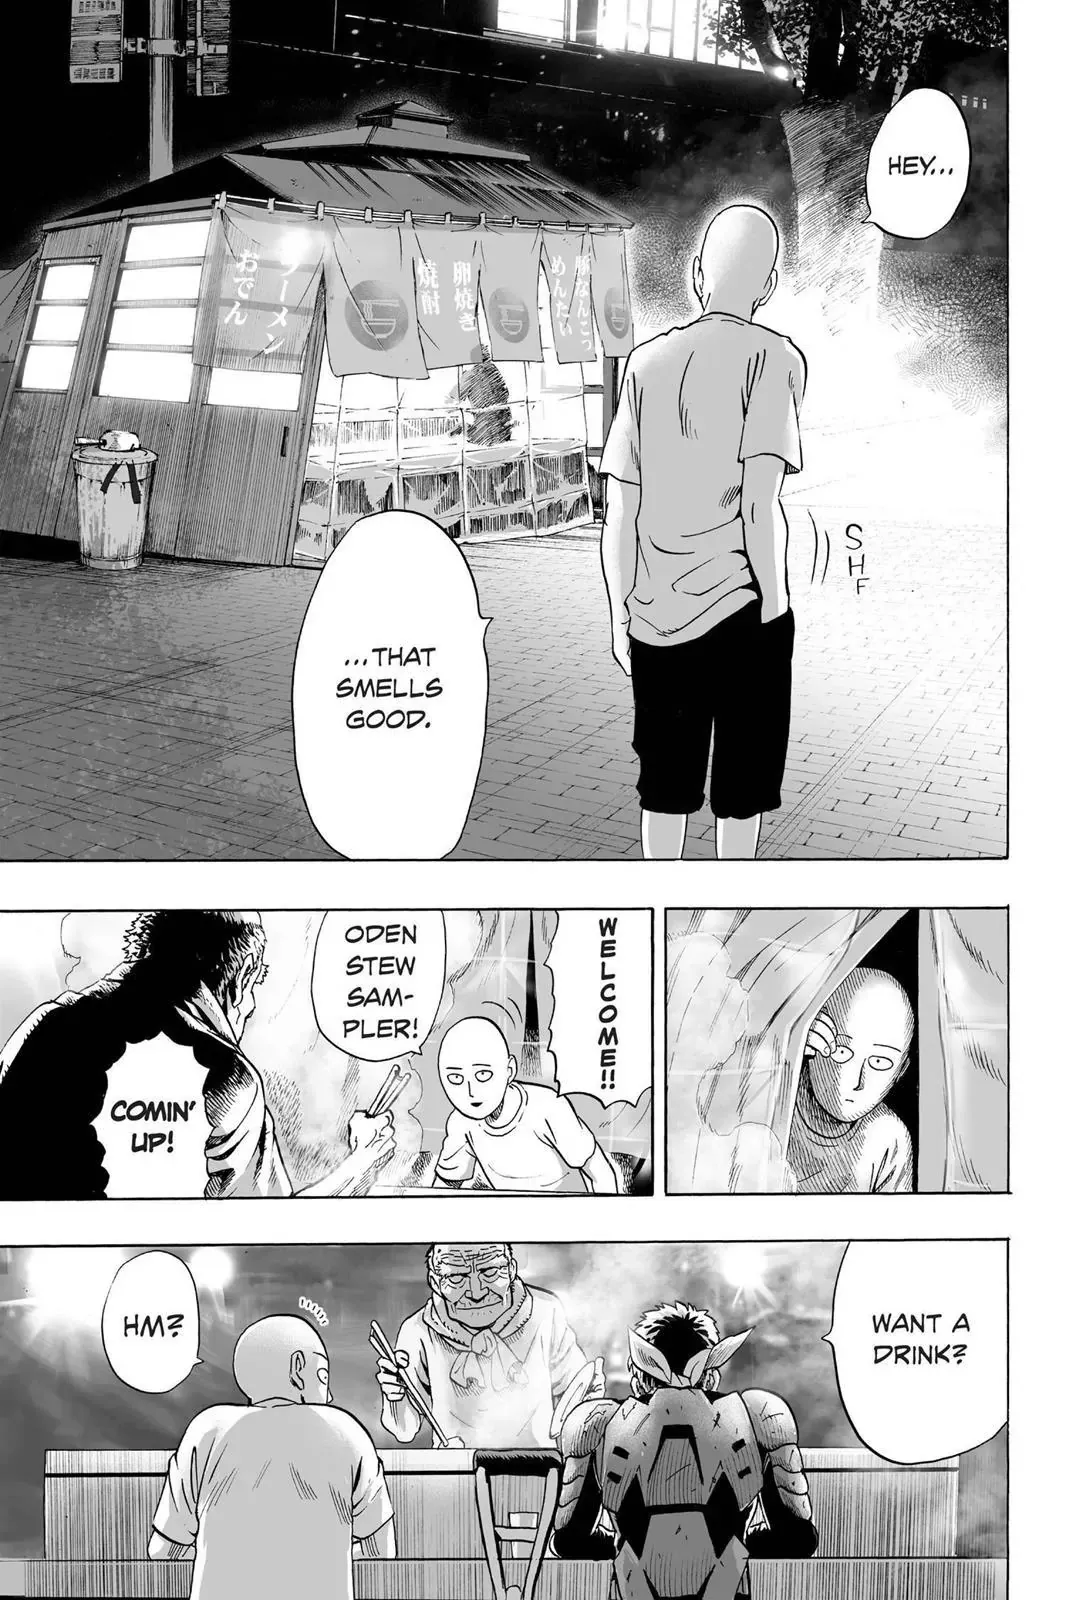 HEY...
ラーメン
おでん
焼酎
卵焼き
めんたい
豚なんこつ
SHF
...THAT
SMELLS
GOOD.
WELCOME!!
ODEN
STEW
SAM-
PLER!
COMIN'
UP!
WANT A
DRINK?
HM?